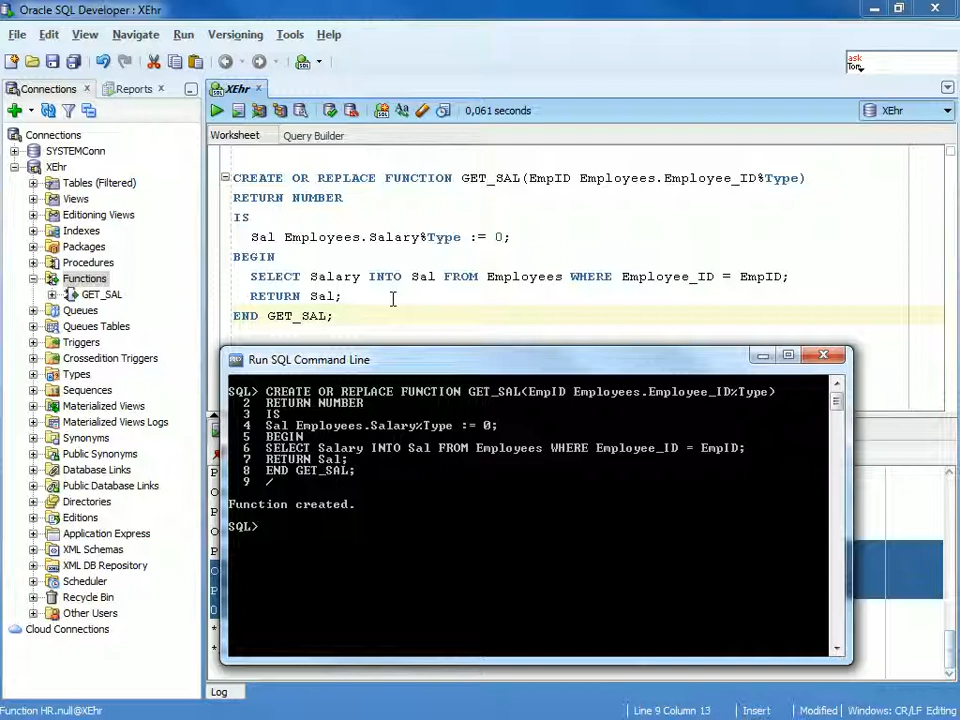 Oracle SQL Developer : XEhr
File Edit View Navigate Run Versioning Tools Help
ask
Tom
Connections
Reports
XEhr
0,061 seconds
XEhr
Worksheet
Query Builder
Connections
SYSTEMConn
XEhr
Tables (Filtered)
Views
Editioning Views
Indexes
Packages
Procedures
Functions
GET_SAL
Queues
Queues Tables
Triggers
Crossedition Triggers
Types
Sequences
Materialized Views
Materialized Views Logs
Synonyms
Public Synonyms
Database Links
Public Database Links
Directories
Editions
Application Express
XML Schemas
XML DB Repository
Scheduler
Recycle Bin
Other Users
Cloud Connections
CREATE OR REPLACE FUNCTION GET_SAL(EmpID Employees.Employee_ID%Type)
RETURN NUMBER
IS
Sal Employees.Salary%Type := 0;
BEGIN
SELECT Salary INTO Sal FROM Employees WHERE Employee_ID = EmpID;
RETURN Sal;
END GET_SAL;
Run SQL Command Line
SQL> CREATE OR REPLACE FUNCTION GET_SAL(EmpID Employees.Employee_ID%Type)
2 RETURN NUMBER
3 IS
4 Sal Employees.Salary%Type := 0;
5 BEGIN
6 SELECT Salary INTO Sal FROM Employees WHERE Employee_ID = EmpID;
7 RETURN Sal;
8 END GET_SAL;
9 /
Function created.
SQL>
Log
Function HR.null@XEhr
Line 9 Column 13
Insert
Modified
Windows: CR/LF Editing